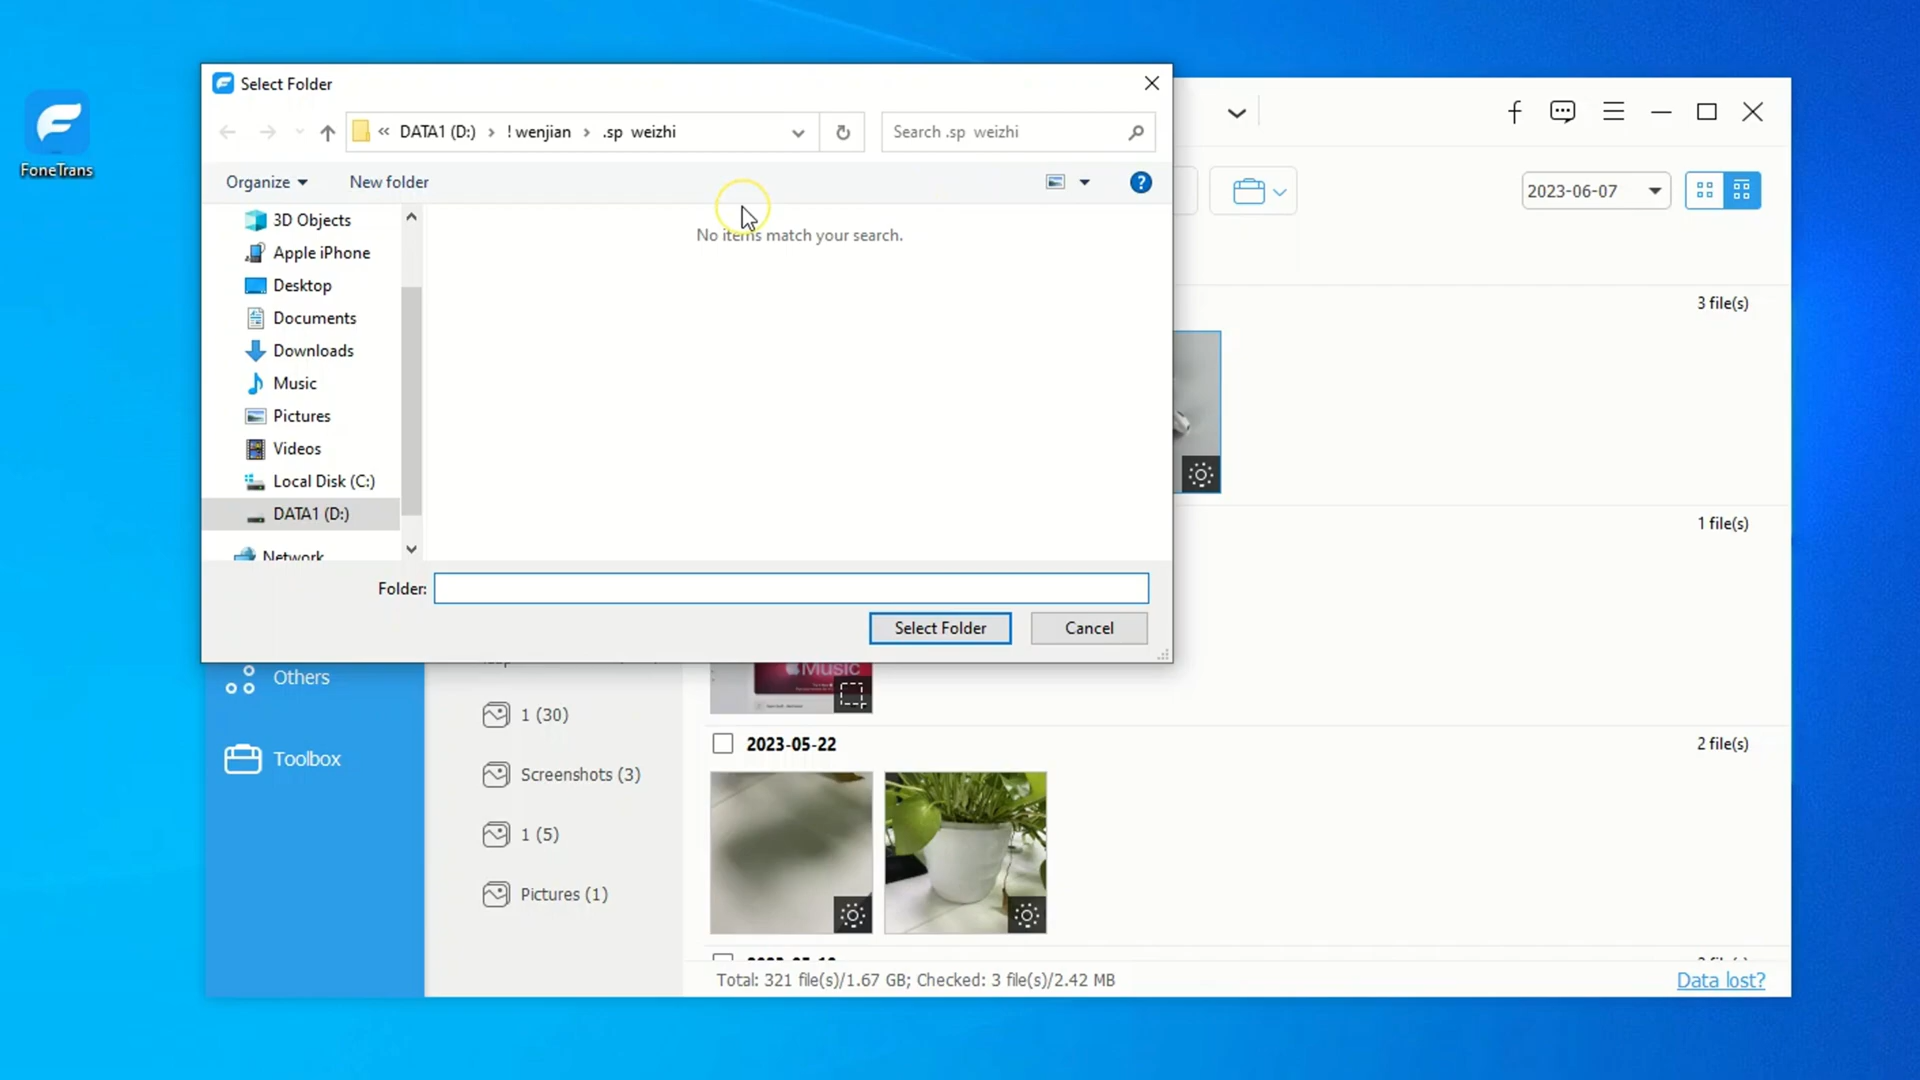 FoneTrans
Select Folder
« DATA1 (D:) › ! wenjian › .sp weizhi
Search .sp weizhi
Organize
New folder
No items match your search.
3D Objects
Apple iPhone
Desktop
Documents
Downloads
Music
Pictures
Videos
Local Disk (C:)
DATA1 (D:)
Network
Folder:
Select Folder
Cancel
2023-06-07
3 file(s)
1 file(s)
Others
Toolbox
1 (30)
Screenshots (3)
1 (5)
Pictures (1)
Music
2023-05-22
2 file(s)
Total: 321 file(s)/1.67 GB; Checked: 3 file(s)/2.42 MB
Data lost?